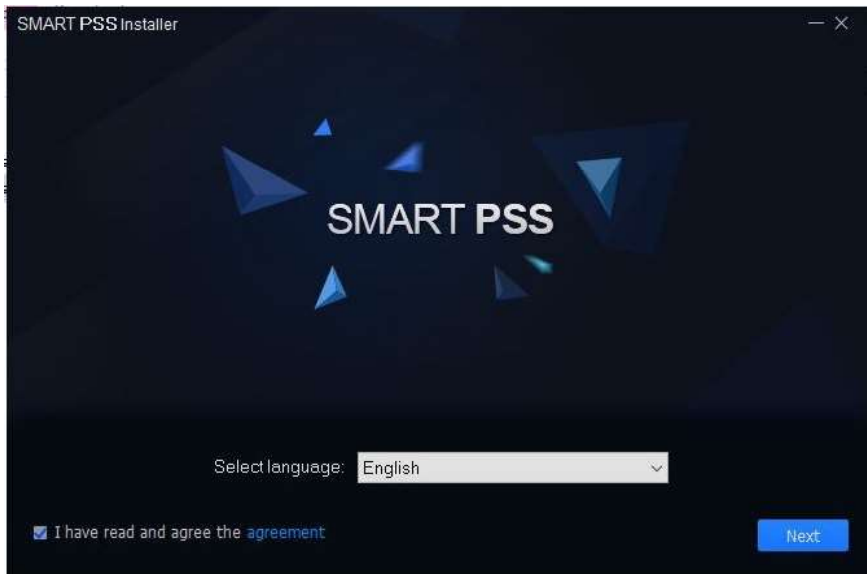 SMART PSS Installer
SMART PSS
Select language: English
I have read and agree the agreement
Next